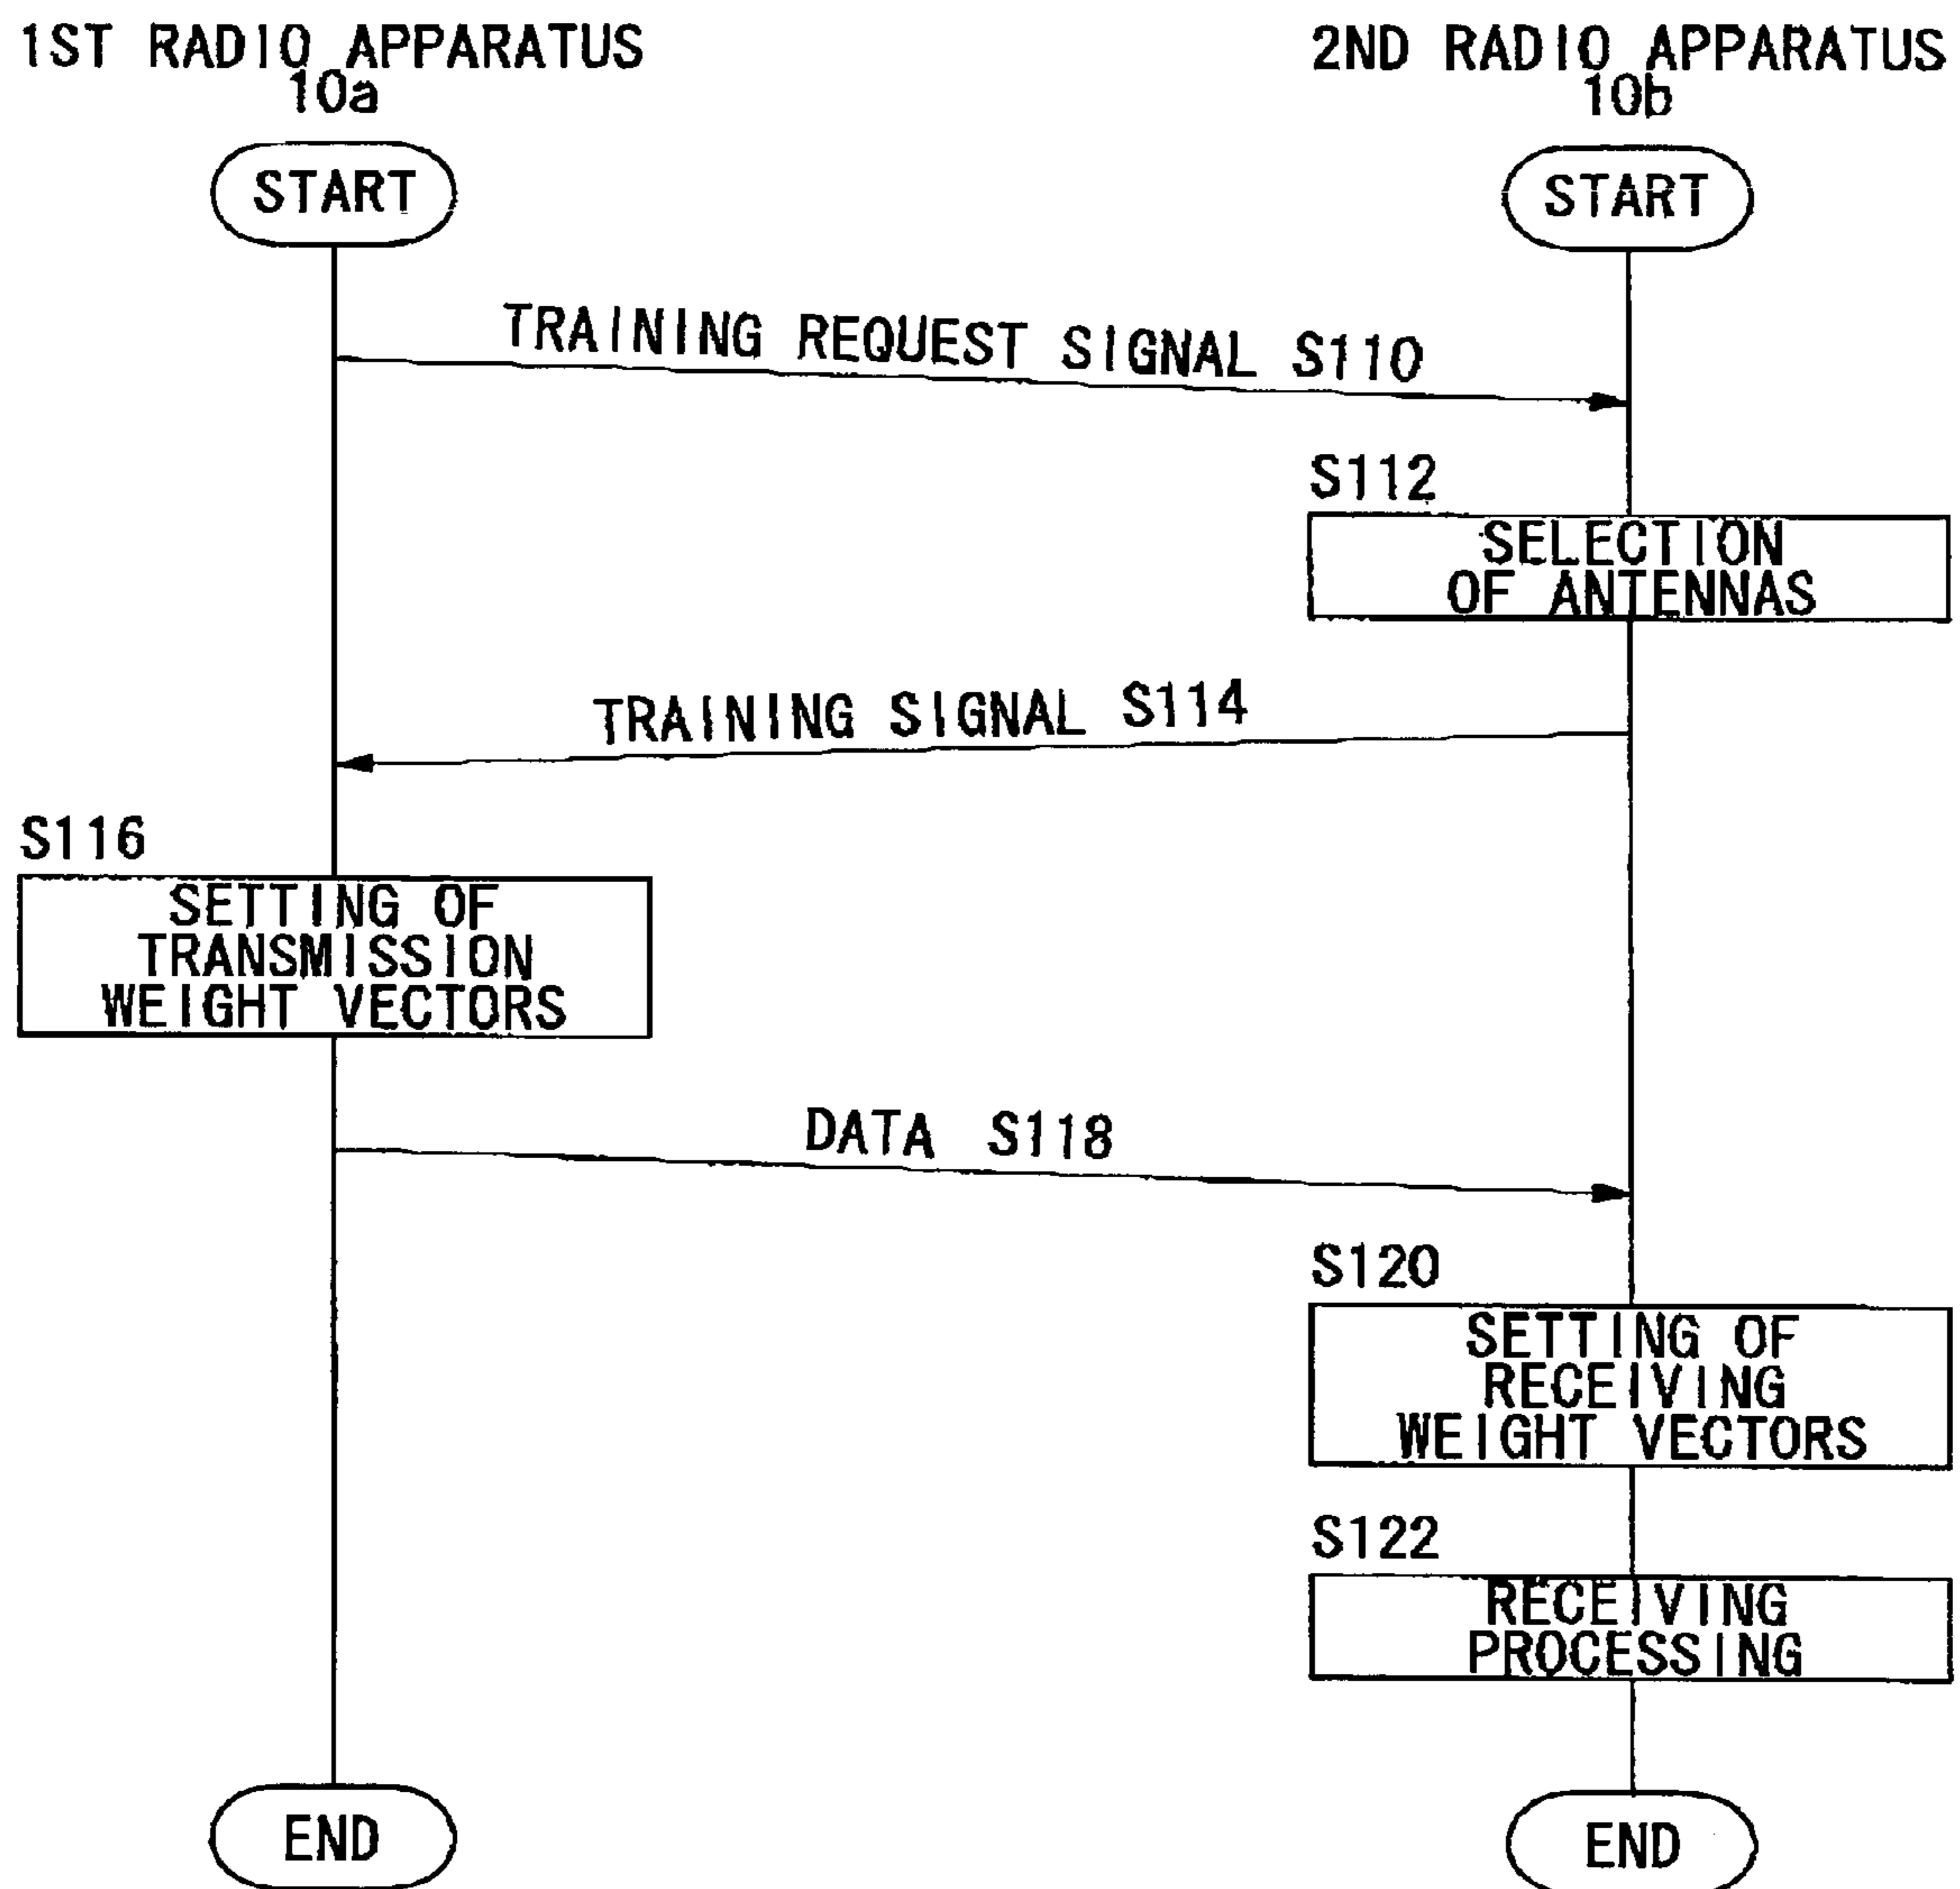 1ST RADIO APPARATUS
10a
2ND RADIO APPARATUS
10b
START
START
TRAINING REQUEST SIGNAL S110
S112
SELECTION
OF ANTENNAS
TRAINING SIGNAL S114
S116
SETTING OF
TRANSMISSION
WEIGHT VECTORS
DATA S118
S120
SETTING OF
RECEIVING
WEIGHT VECTORS
S122
RECEIVING
PROCESSING
END
END